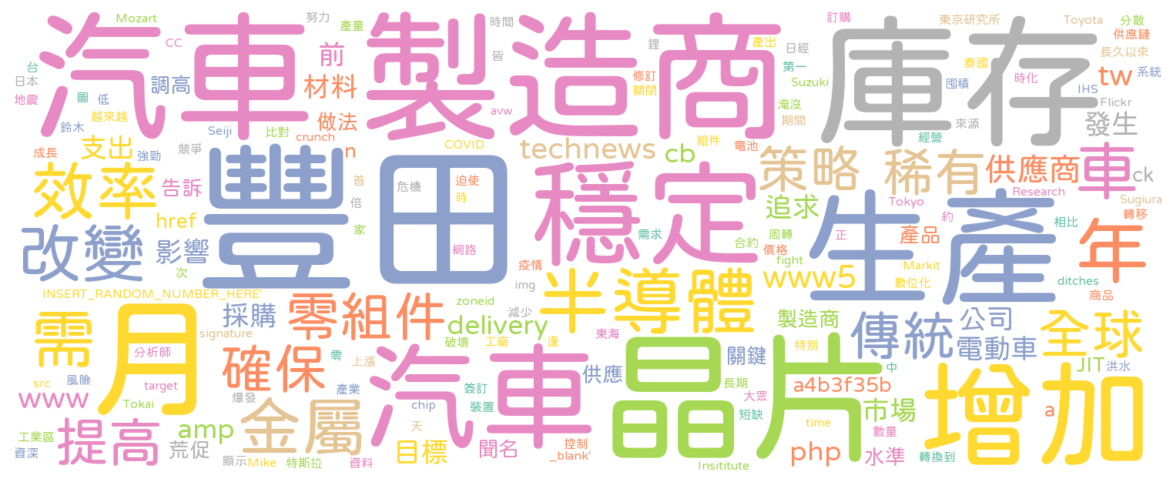 汽車
製造商
庫存
豐田
穩定
生產
晶片
增加
月
汽車
半導體
效率
改變
策略
稀有
年
車
需
零組件
確保
金屬
提高
傳統
全球
電動車
公司
供應商
材料
前
支出
追求
tw
發生
technews
cb
www5
www
delivery
php
amp
a4b3f35b
a
市場
水準
目標
聞名
JIT
產品
製造商
關鍵
供應
採購
影響
告訴
href
調高
做法
n
荒促
ck
Mozart
CC
努力
產量
時間
日經
產出
皆
修訂
關閉
鋰
訂購
第一
Suzuki
淹沒
期間
東京研究所
Toyota
分散
供應鏈
長久以來
泰國
囤積
時化
IHS
系統
Flickr
來源
經營
台
日本
地震
圖
低
越來越
鈴木
Seiji
比對
crunch
成長
強勁
競爭
COVID
avw
組件
電池
危機
迫使
時
首
倍
家
網路
需求
合約
周轉
價格
fight
正
約
Tokyo
Research
Sugiura
轉移
相比
ditches
商品
Markit
數位化
次
疫情
img
INSERT_RANDOM_NUMBER_HERE'
zoneid
減少
signature
破壞
工廠
逢
東海
特別
中
洪水
分析師
零
上漲
src
風險
target
Tokai
爆發
產業
chip
簽訂
裝置
天
長期
大眾
短缺
time
數量
轉換到
工業區
資深
顯示
Mike
特斯拉
資料
控制
_blank'
Insititute